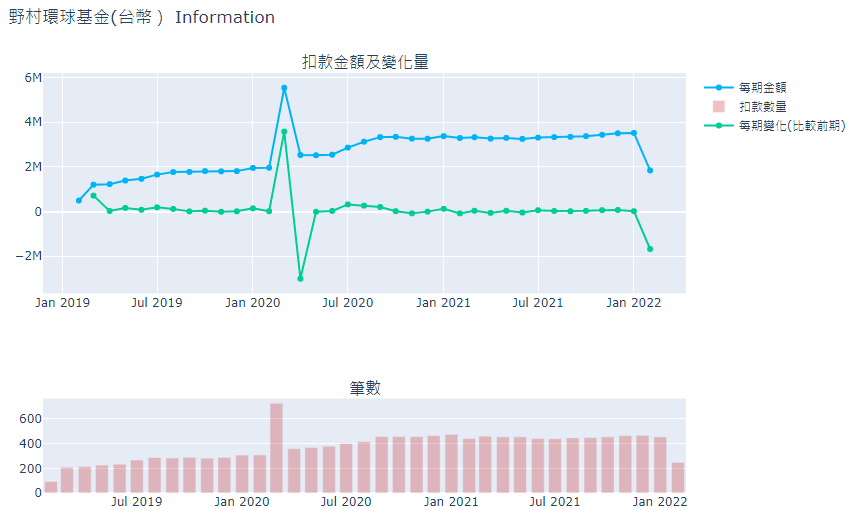 野村環球基金(台幣 ) Information
扣款金額及變化量
6M
4M
2M
0
−2M
Jan 2019
Jul 2019
Jan 2020
Jul 2020
Jan 2021
Jul 2021
Jan 2022
每期金額
扣款數量
每期變化(比較前期)
筆數
600
400
200
0
Jul 2019
Jan 2020
Jul 2020
Jan 2021
Jul 2021
Jan 2022